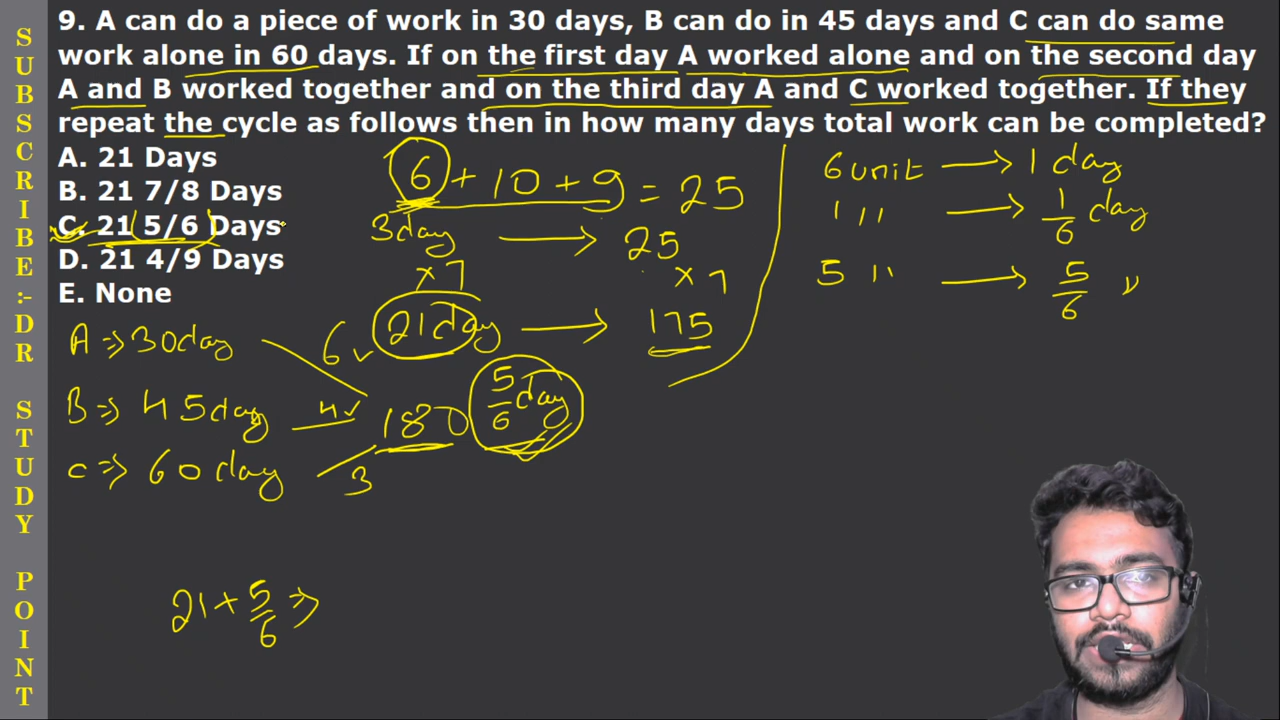 SUBSCRIBE:-DR STUDY POINT
9. A can do a piece of work in 30 days, B can do in 45 days and C can do same
work alone in 60 days. If on the first day A worked alone and on the second day
A and B worked together and on the third day A and C worked together. If they
repeat the cycle as follows then in how many days total work can be completed?
A. 21 Days
B. 21 7/8 Days
C. 21 5/6 Days
D. 21 4/9 Days
E. None
6 + 10 + 9 = 25
3day → 25
×7 ×7
21day → 175
6 unit → 1 day
1 ,, → 1/6 day
5 ,, → 5/6 ,,
A ⇒ 30day 6
B ⇒ 45day 4 180 5/6 day
C ⇒ 60 day 3
21 + 5/6 ⇒